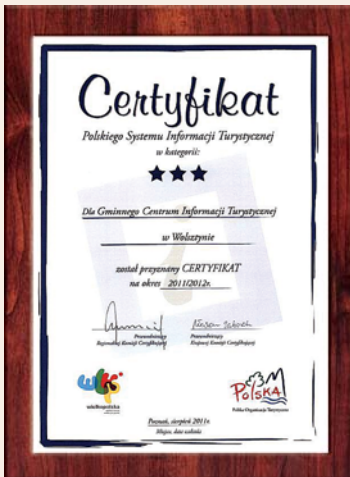 Certyfikat
Polskiego Systemu Informacji Turystycznej
w kategorii:
Dla Gminnego Centrum Informacji Turystycznej
w Wolsztynie
został przyznany CERTYFIKAT
na okres 2011/2012r.
Przewodniczący
Regionalnej Komisji Certyfikującej
Przewodniczący
Krajowej Komisji Certyfikującej
wielkopolska
POLSKA
Polska Organizacja Turystyczna
Poznań, sierpień 2011r.
Miejsce, data